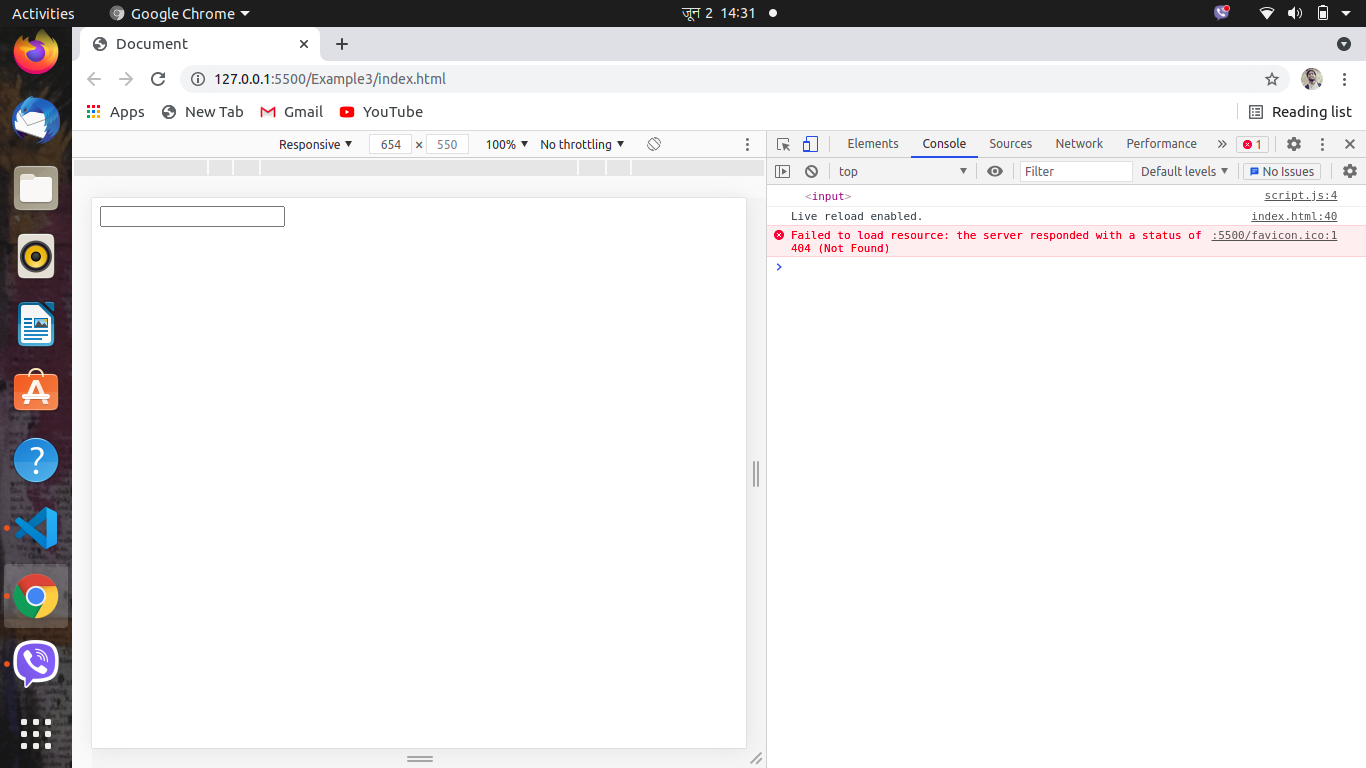 Activities Google Chrome जून 2 14:31
Document
127.0.0.1:5500/Example3/index.html
Apps New Tab Gmail YouTube Reading list
Responsive 654 × 550 100% No throttling Elements Console Sources Network Performance » 1
top Filter Default levels No Issues
<input> script.js:4
Live reload enabled. index.html:40
Failed to load resource: the server responded with a status of :5500/favicon.ico:1
404 (Not Found)